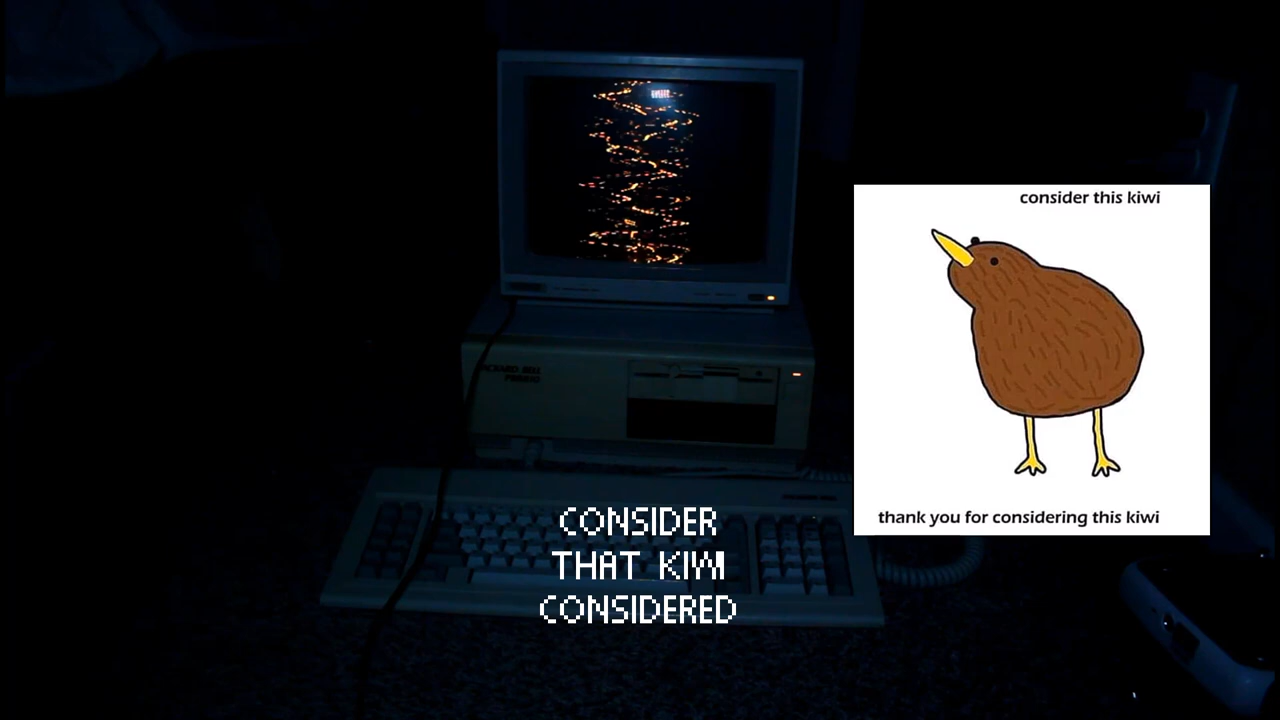 consider this kiwi
thank you for considering this kiwi
CONSIDER
THAT KIWI
CONSIDERED